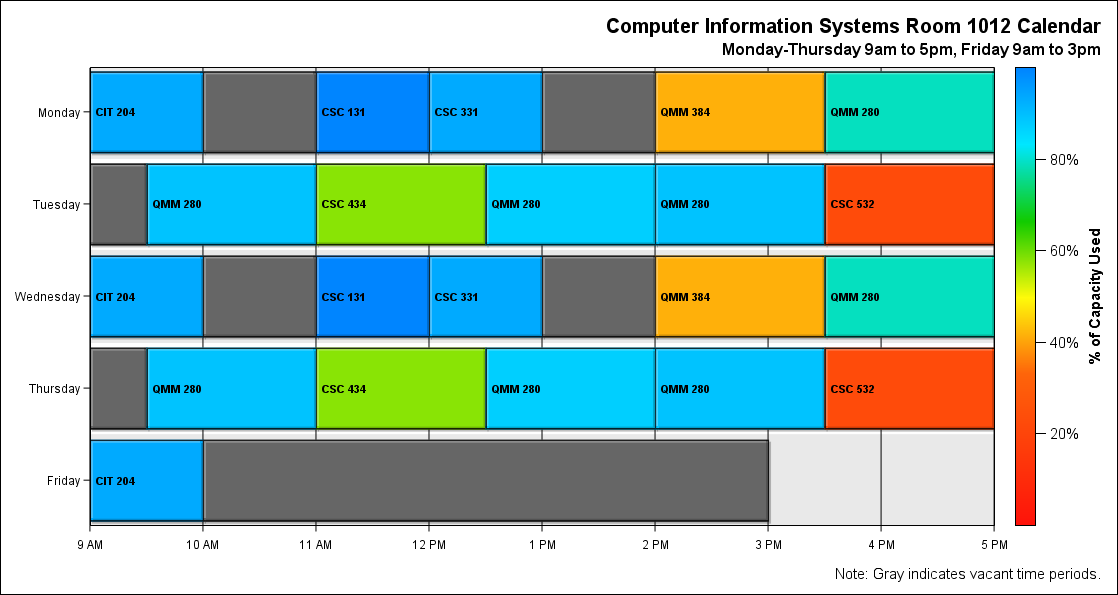 Computer Information Systems Room 1012 Calendar
Monday-Thursday 9am to 5pm, Friday 9am to 3pm
Monday CIT 204 CSC 131 CSC 331 QMM 384 QMM 280
Tuesday QMM 280 CSC 434 QMM 280 QMM 280 CSC 532
Wednesday CIT 204 CSC 131 CSC 331 QMM 384 QMM 280
Thursday QMM 280 CSC 434 QMM 280 QMM 280 CSC 532
Friday CIT 204
9 AM 10 AM 11 AM 12 PM 1 PM 2 PM 3 PM 4 PM 5 PM
80%
60%
40%
20%
% of Capacity Used
Note: Gray indicates vacant time periods.